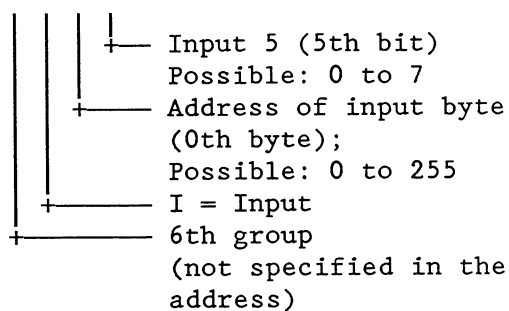 Input 5 (5th bit)
Possible: 0 to 7
Address of input byte
(0th byte);
Possible: 0 to 255
I = Input
6th group
(not specified in the
address)